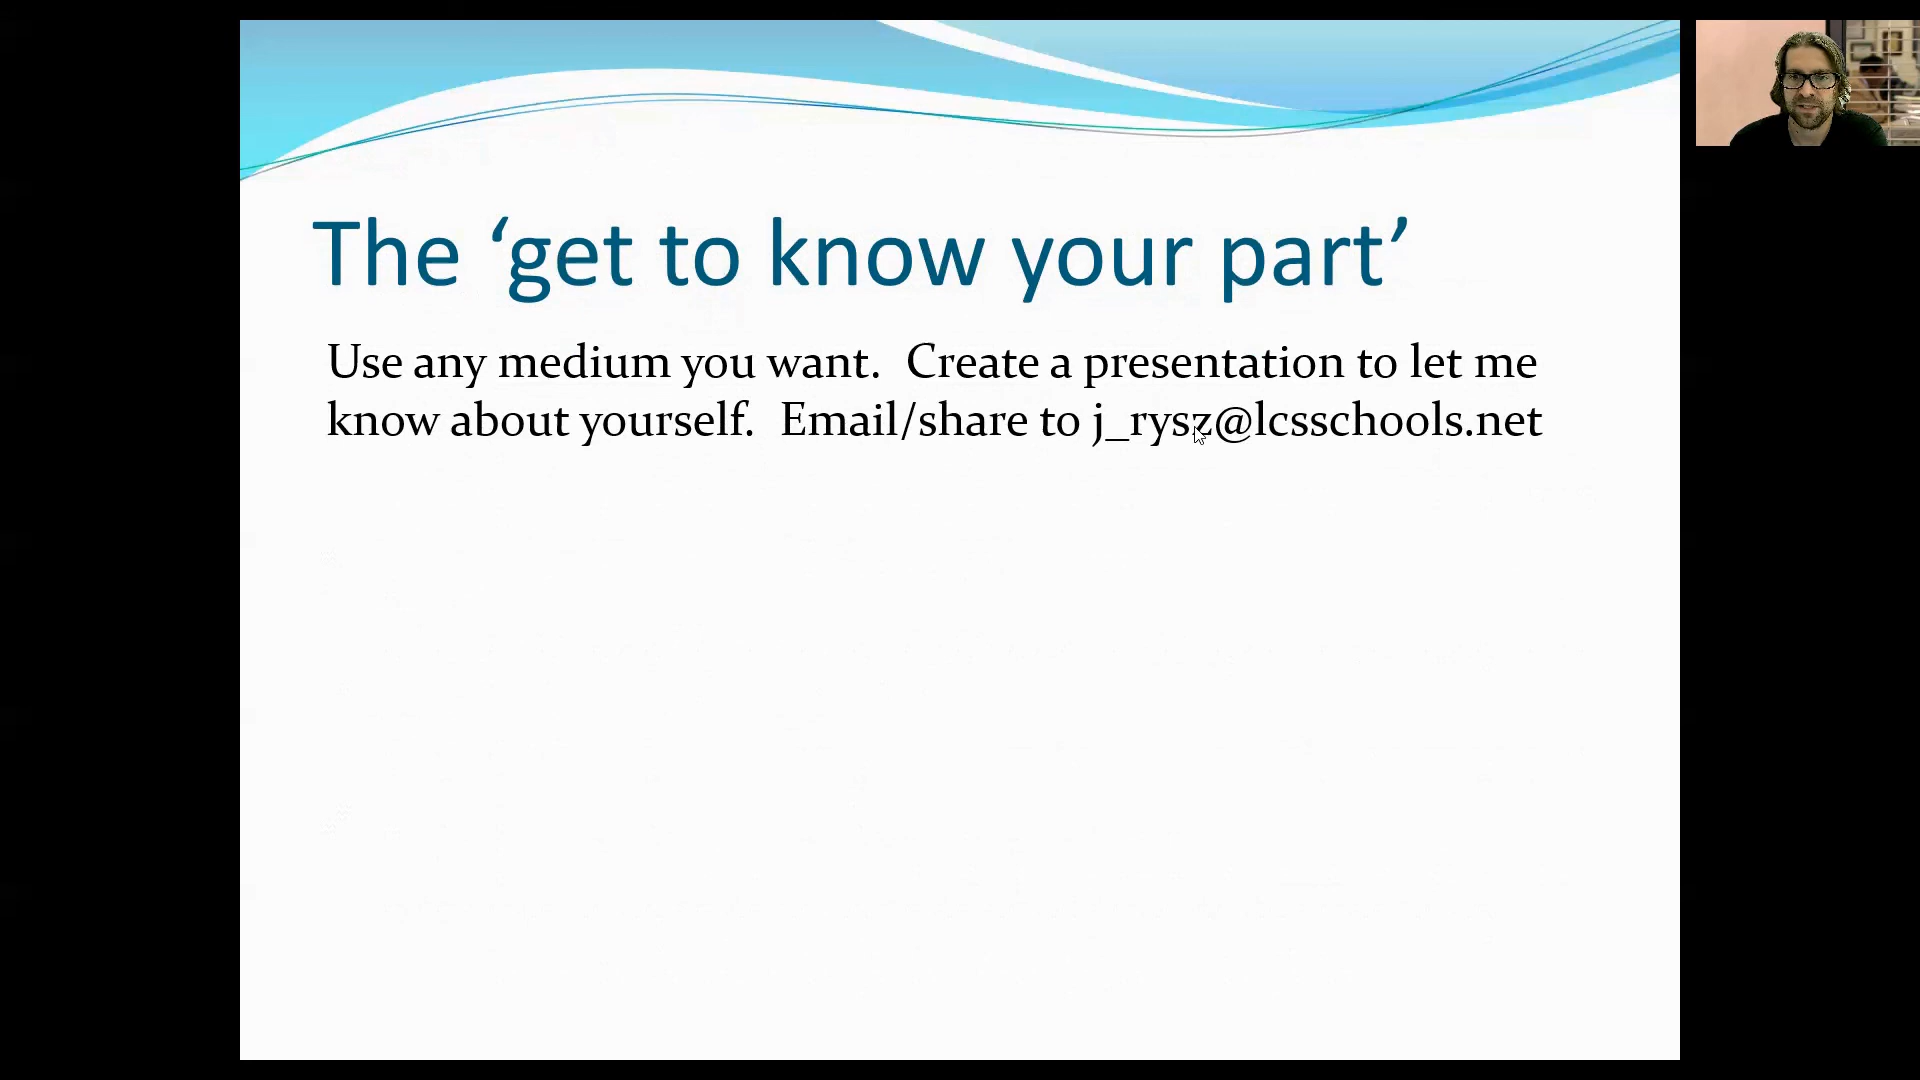 The ‘get to know your part’
Use any medium you want.  Create a presentation to let me
know about yourself.  Email/share to j_rysz@lcsschools.net